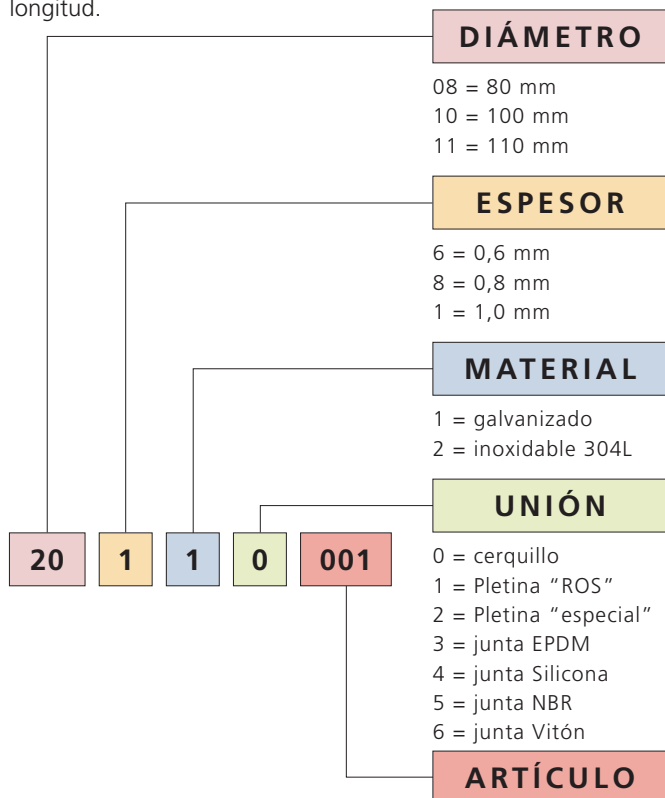 longitud.
DIÁMETRO
08 = 80 mm
10 = 100 mm
11 = 110 mm
ESPESOR
6 = 0,6 mm
8 = 0,8 mm
1 = 1,0 mm
MATERIAL
1 = galvanizado
2 = inoxidable 304L
UNIÓN
20 1 1 0 001
0 = cerquillo
1 = Pletina “ROS”
2 = Pletina “especial”
3 = junta EPDM
4 = junta Silicona
5 = junta NBR
6 = junta Vitón
ARTÍCULO